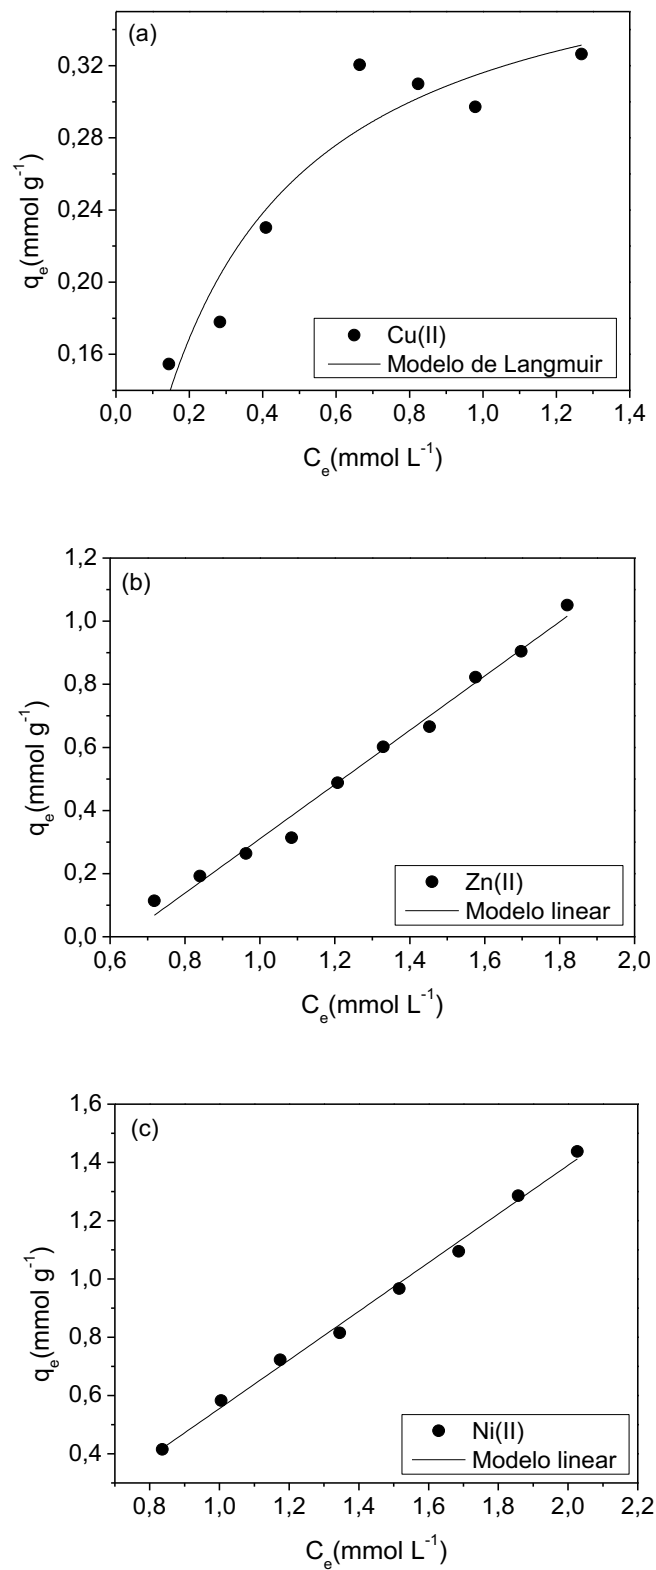 (a)
0,32
0,28
0,24
0,20
0,16
qe(mmol g-1)
Cu(II)
Modelo de Langmuir
0,0 0,2 0,4 0,6 0,8 1,0 1,2 1,4
Ce(mmol L-1)
(b)
1,2
1,0
0,8
0,6
0,4
0,2
0,0
qe(mmol g-1)
Zn(II)
Modelo linear
0,6 0,8 1,0 1,2 1,4 1,6 1,8 2,0
Ce(mmol L-1)
(c)
1,6
1,4
1,2
1,0
0,8
0,6
0,4
qe(mmol g-1)
Ni(II)
Modelo linear
0,8 1,0 1,2 1,4 1,6 1,8 2,0 2,2
Ce(mmol L-1)